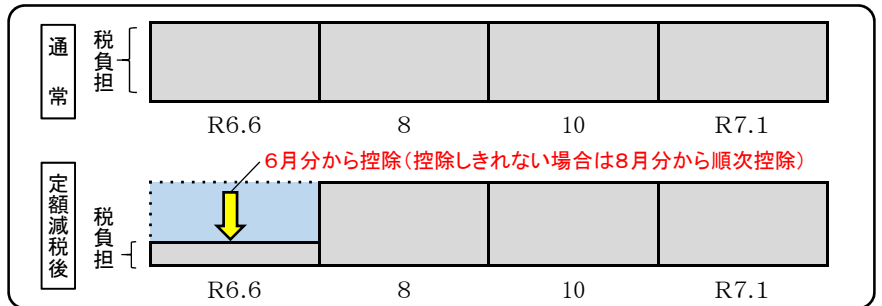 通常
税負担
R6.6 8 10 R7.1
6月分から控除（控除しきれない場合は８月分から順次控除）
定額減税後
税負担
R6.6 8 10 R7.1